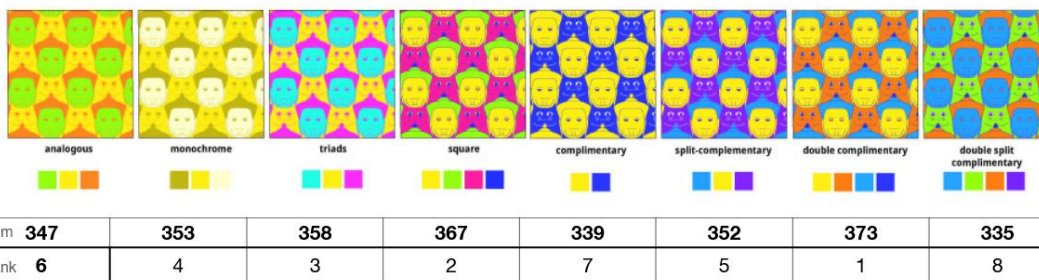 analogous monochrome triads square complimentary split-complementary double complimentary double split
complimentary
m 347 353 358 367 339 352 373 335
nk 6 4 3 2 7 5 1 8